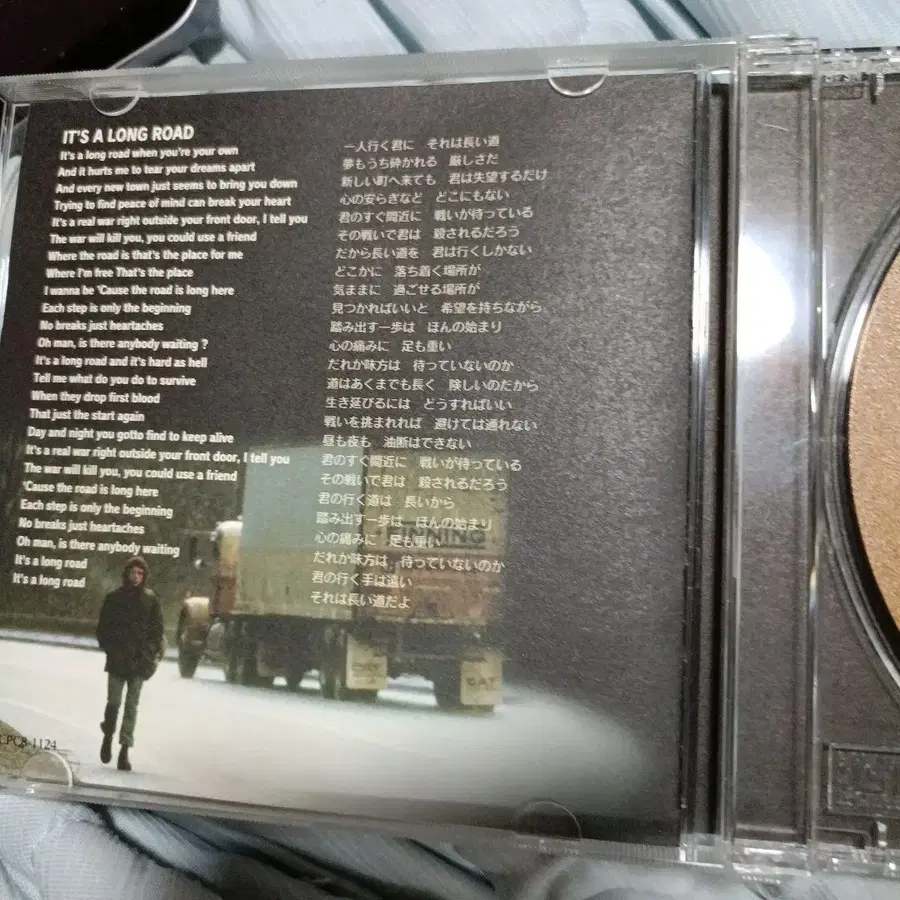 IT'S A LONG ROAD
It's a long road when you're your own
And it hurts me to tear your dreams apart
And every new town just seems to bring you down
Trying to find peace of mind can break your heart
It's a real war right outside your front door, I tell you
The war will kill you, you could use a friend
Where the road is that's the place for me
Where I'm free That's the place
I wanna be 'Cause the road is long here
Each step is only the beginning
No breaks just heartaches
Oh man, is there anybody waiting ?
It's a long road and it's hard as hell
Tell me what do you do to survive
When they drop first blood
That just the start again
Day and night you gotto find to keep alive
It's a real war right outside your front door, I tell you
The war will kill you, you could use a friend
'Cause the road is long here
Each step is only the beginning
No breaks just heartaches
Oh man, is there anybody waiting
It's a long road
It's a long road
一人行く君に　それは長い道
夢もうち砕かれる　厳しさだ
新しい町へ来ても　君は失望するだけ
心の安らぎなど　どこにもない
君のすぐ間近に　戦いが待っている
その戦いで君は　殺されるだろう
だから長い道を　君は行くしかない
どこかに　落ち着く場所が
気ままに　過ごせる場所が
見つかればいいと　希望を持ちながら
踏み出す一歩は　ほんの始まり
心の痛みに　足も重い
だれか味方は　待っていないのか
道はあくまでも長く　険しいのだから
生き延びるには　どうすればいい
戦いを挑まれれば　避けては通れない
昼も夜も　油断はできない
君のすぐ間近に　戦いが待っている
その戦いで君は　殺されるだろう
君の行く道は　長いから
踏み出す一歩は　ほんの始まり
心の痛みに　足も重い
だれか味方は　待っていないのか
君の行く手は遠い
それは長い道だよ
CPC8-1124